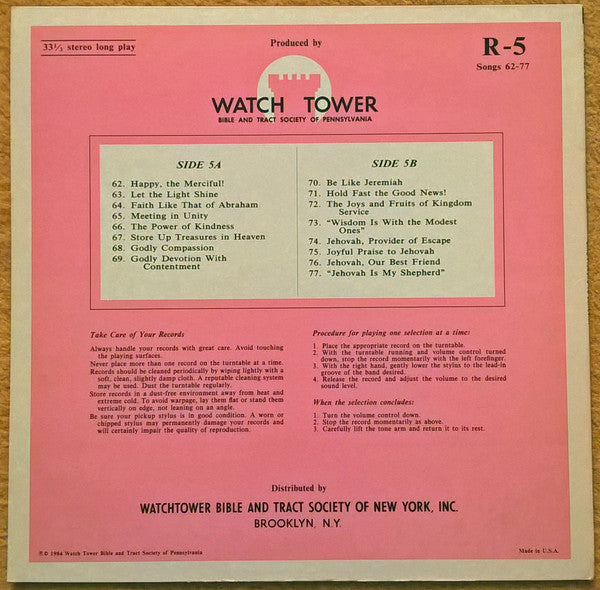 33⅓ stereo long play
Produced by
R-5
Songs 62-77
WATCH TOWER
BIBLE AND TRACT SOCIETY OF PENNSYLVANIA
SIDE 5A
62. Happy, the Merciful!
63. Let the Light Shine
64. Faith Like That of Abraham
65. Meeting in Unity
66. The Power of Kindness
67. Store Up Treasures in Heaven
68. Godly Compassion
69. Godly Devotion With
Contentment
SIDE 5B
70. Be Like Jeremiah
71. Hold Fast the Good News!
72. The Joys and Fruits of Kingdom
Service
73. “Wisdom Is With the Modest
Ones”
74. Jehovah, Provider of Escape
75. Joyful Praise to Jehovah
76. Jehovah, Our Best Friend
77. “Jehovah Is My Shepherd”
Take Care of Your Records
Always handle your records with great care. Avoid touching
the playing surfaces.
Never place more than one record on the turntable at a time.
Records should be cleaned periodically by wiping lightly with a
soft, clean, slightly damp cloth. A reputable cleaning system
may be used. Dust the turntable regularly.
Store records in a dust-free environment away from heat and
extreme cold. To avoid warpage, lay them flat or stand them
vertically on edge, not leaning on an angle.
Be sure your pickup stylus is in good condition. A worn or
chipped stylus may permanently damage your records and
will certainly impair the quality of reproduction.
Procedure for playing one selection at a time:
1. Place the appropriate record on the turntable.
2. With the turntable running and volume control turned
down, stop the record momentarily with the left forefinger.
3. With the right hand, gently lower the stylus to the lead-in
groove of the band desired.
4. Release the record and adjust the volume to the desired
sound level.
When the selection concludes:
1. Turn the volume control down.
2. Stop the record momentarily as above.
3. Carefully lift the tone arm and return it to its rest.
Distributed by
WATCHTOWER BIBLE AND TRACT SOCIETY OF NEW YORK, INC.
BROOKLYN, N.Y.
℗© 1984 Watch Tower Bible and Tract Society of Pennsylvania
Made in U.S.A.